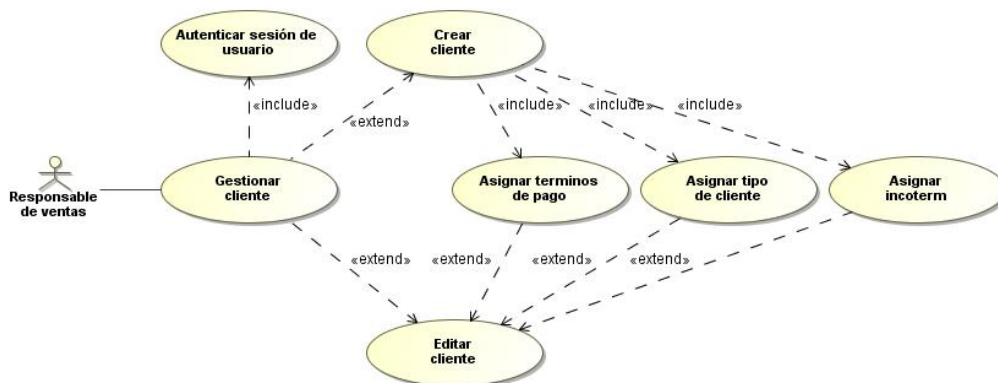 Autenticar sesión de
usuario
Crear
cliente
«include»
«extend»
«include»
«include»
«include»
Responsable
de ventas
Gestionar
cliente
Asignar terminos
de pago
Asignar tipo
de cliente
Asignar
incoterm
«extend»
«extend»
«extend»
«extend»
Editar
cliente